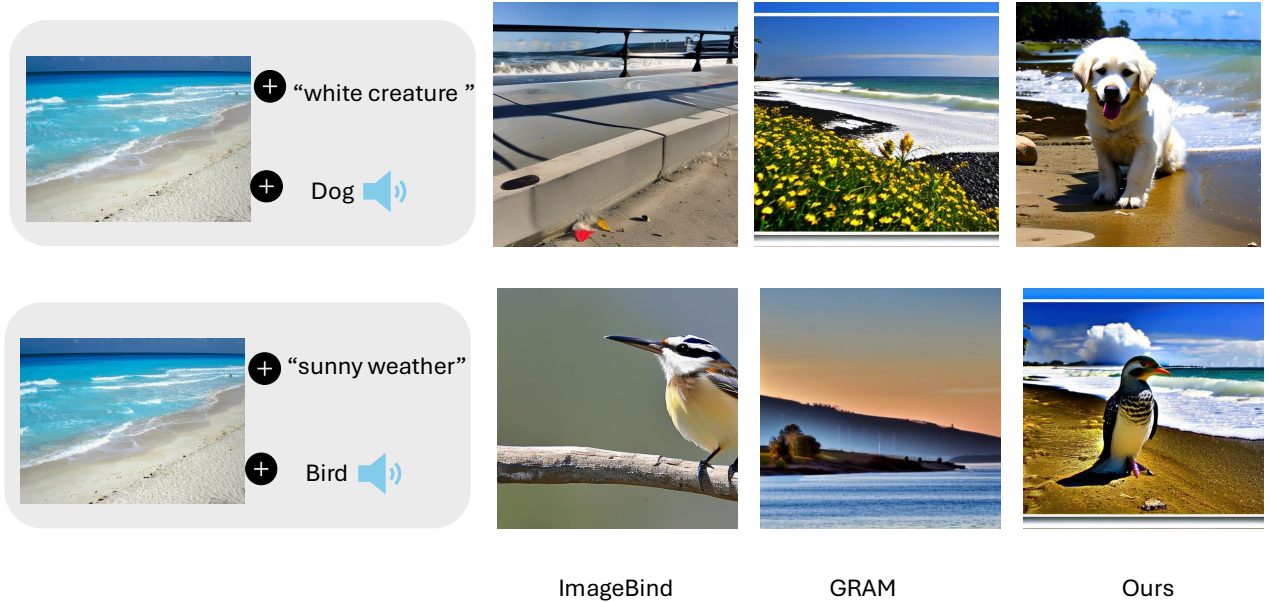 “white creature ”
Dog
“sunny weather”
Bird
ImageBind
GRAM
Ours